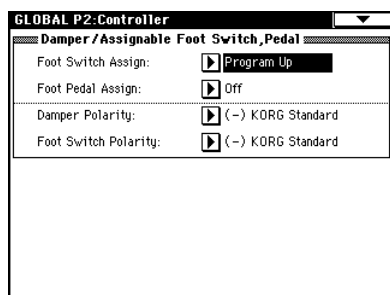 GLOBAL P2:Controller
Damper/Assignable Foot Switch,Pedal
Foot Switch Assign: Program Up
Foot Pedal Assign: Off
Damper Polarity: (-) KORG Standard
Foot Switch Polarity: (-) KORG Standard